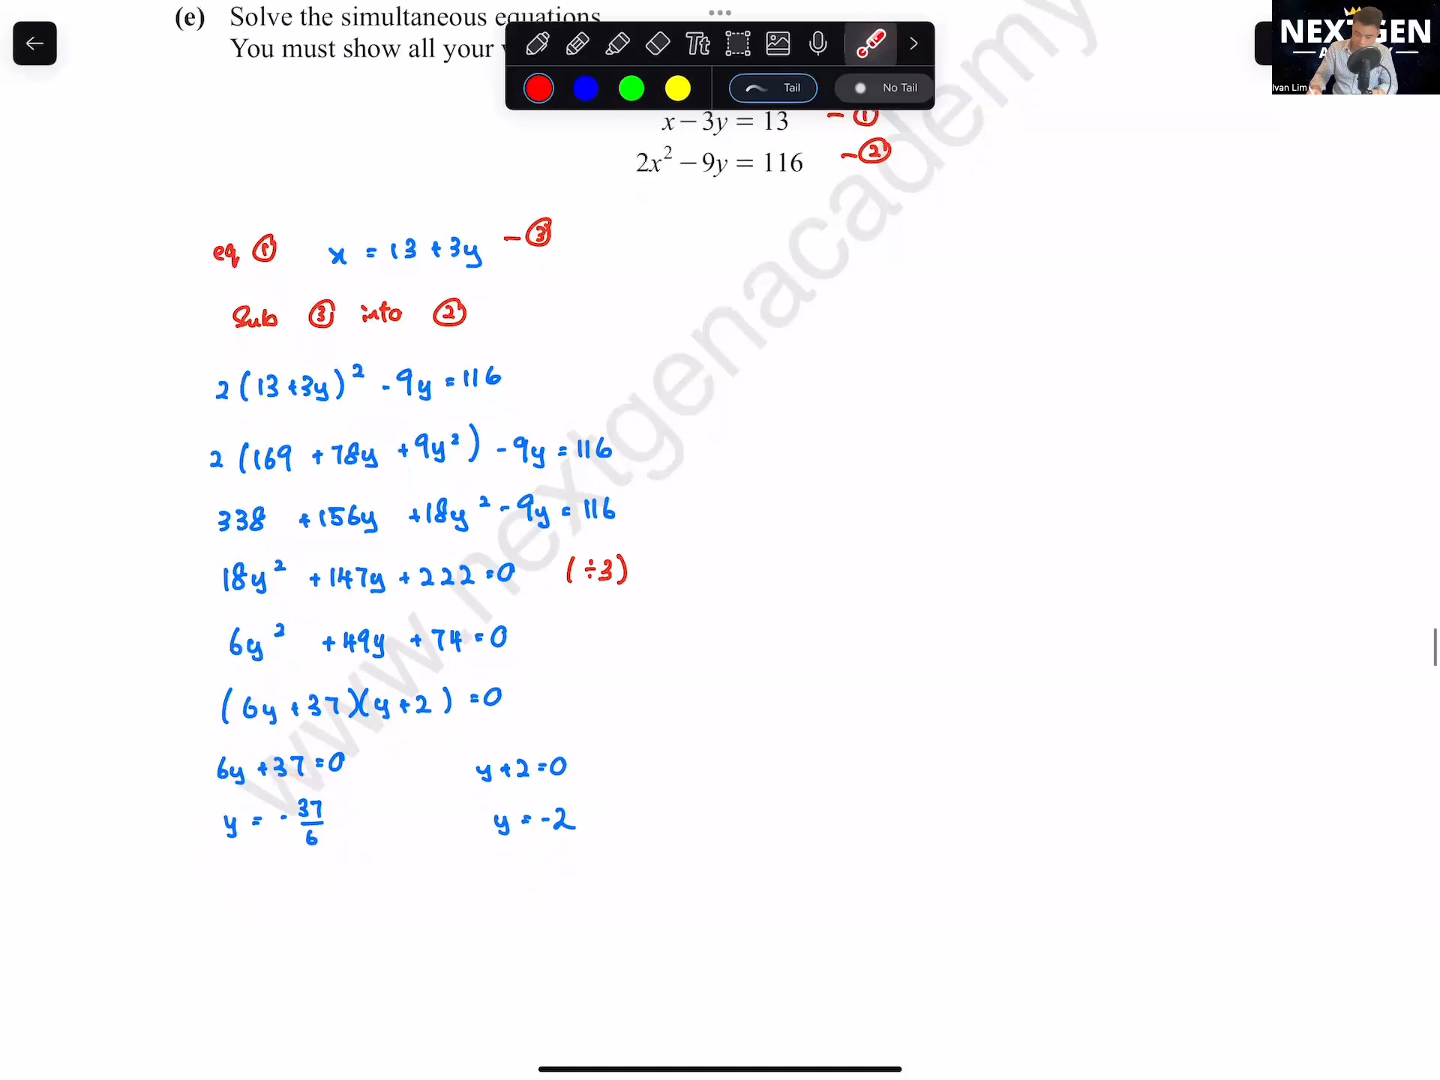 (e) Solve the simultaneous equations
You must show all your
Tt
Tail
No Tail
NEXTGEN
Ivan Lim
x − 3y = 13 − ①
2x² − 9y = 116 − ②
eq ① x = 13 + 3y − ③
Sub ③ into ②
2(13 + 3y)² - 9y = 116
2(169 + 78y + 9y²) - 9y = 116
338 + 156y + 18y² - 9y = 116
18y² + 147y + 222 = 0 (÷3)
6y² + 49y + 74 = 0
(6y + 37)(y + 2) = 0
6y + 37 = 0 y + 2 = 0
y = - 37/6 y = -2
www.nextgenacademy